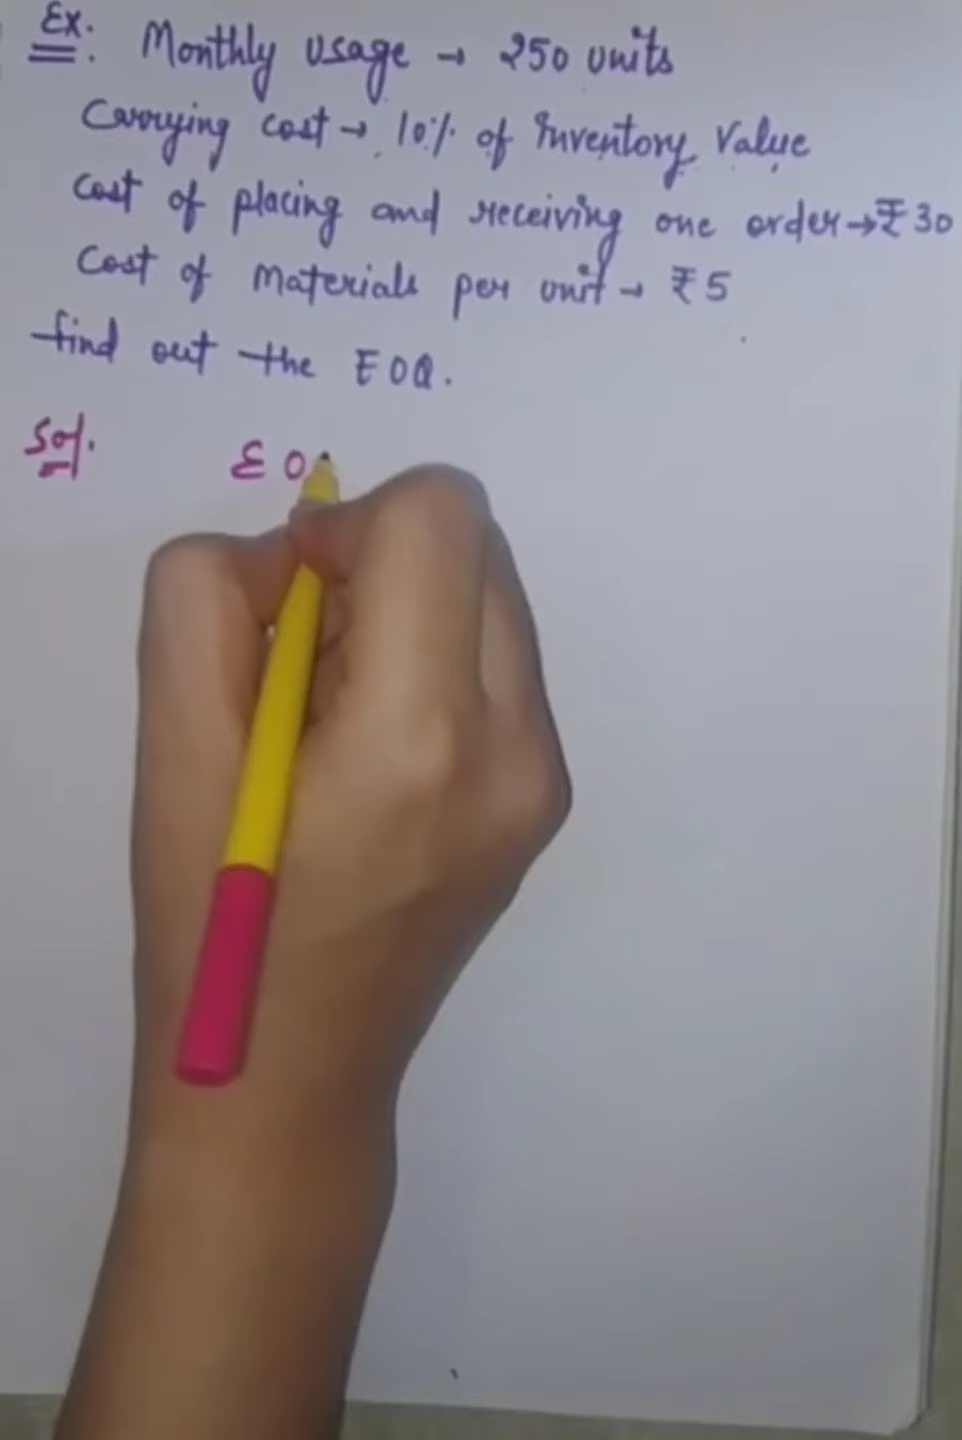 Ex: Monthly usage → 250 units
Carrying cost → 10% of Inventory Value
Cost of placing and receiving one order → ₹30
Cost of Materials per unit → ₹5
find out the EOQ.
Sol. EO